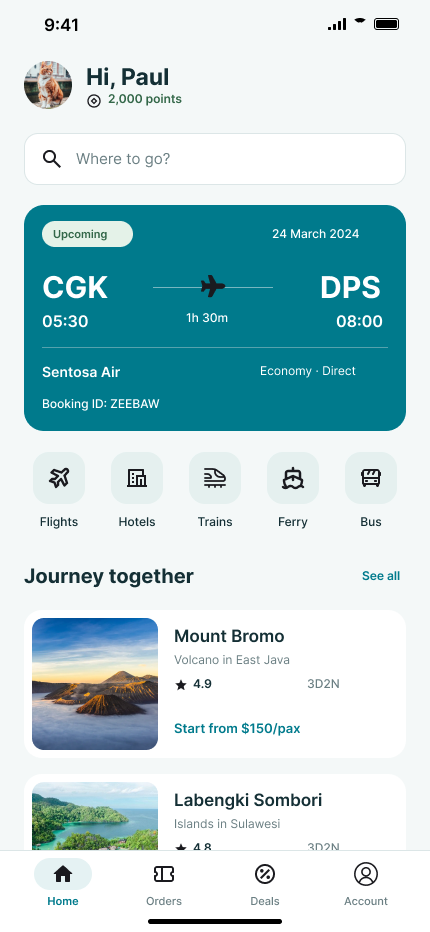 9:41
Hi, Paul
2,000 points
Where to go?
Upcoming
24 March 2024
CGK
DPS
05:30
1h 30m
08:00
Sentosa Air
Economy · Direct
Booking ID: ZEEBAW
Flights
Hotels
Trains
Ferry
Bus
Journey together
See all
Mount Bromo
Volcano in East Java
4.9
3D2N
Start from $150/pax
Labengki Sombori
Islands in Sulawesi
4.8
3D2N
Home
Orders
Deals
Account